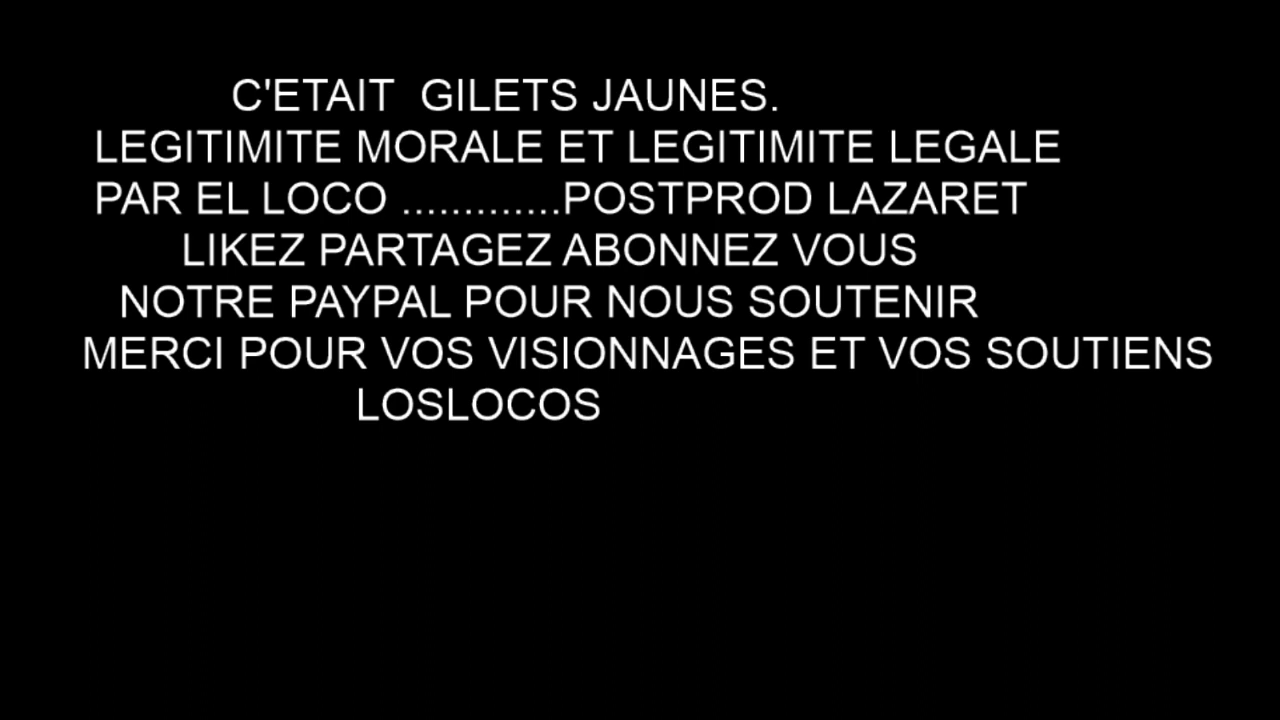 C'ETAIT  GILETS JAUNES.
LEGITIMITE MORALE ET LEGITIMITE LEGALE
PAR EL LOCO .............POSTPROD LAZARET
LIKEZ PARTAGEZ ABONNEZ VOUS
NOTRE PAYPAL POUR NOUS SOUTENIR
MERCI POUR VOS VISIONNAGES ET VOS SOUTIENS
LOSLOCOS